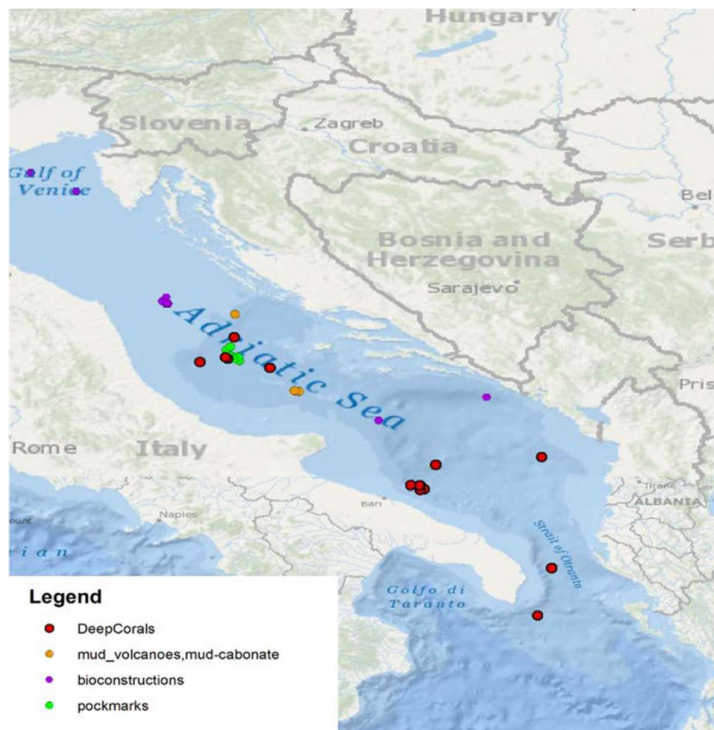 Hungary
Slovenia
Zagreb
Croatia
Gulf of
Venice
Bel
Bosnia and
Herzegovina
Serb
Sarajevo
Adriatic Sea
Pris
Rome
Italy
Bari
Tirane
ALBANIA
Naples
Strait of Otranto
Golfo di
Taranto
Legend
DeepCorals
mud_volcanoes,mud-cabonate
bioconstructions
pockmarks